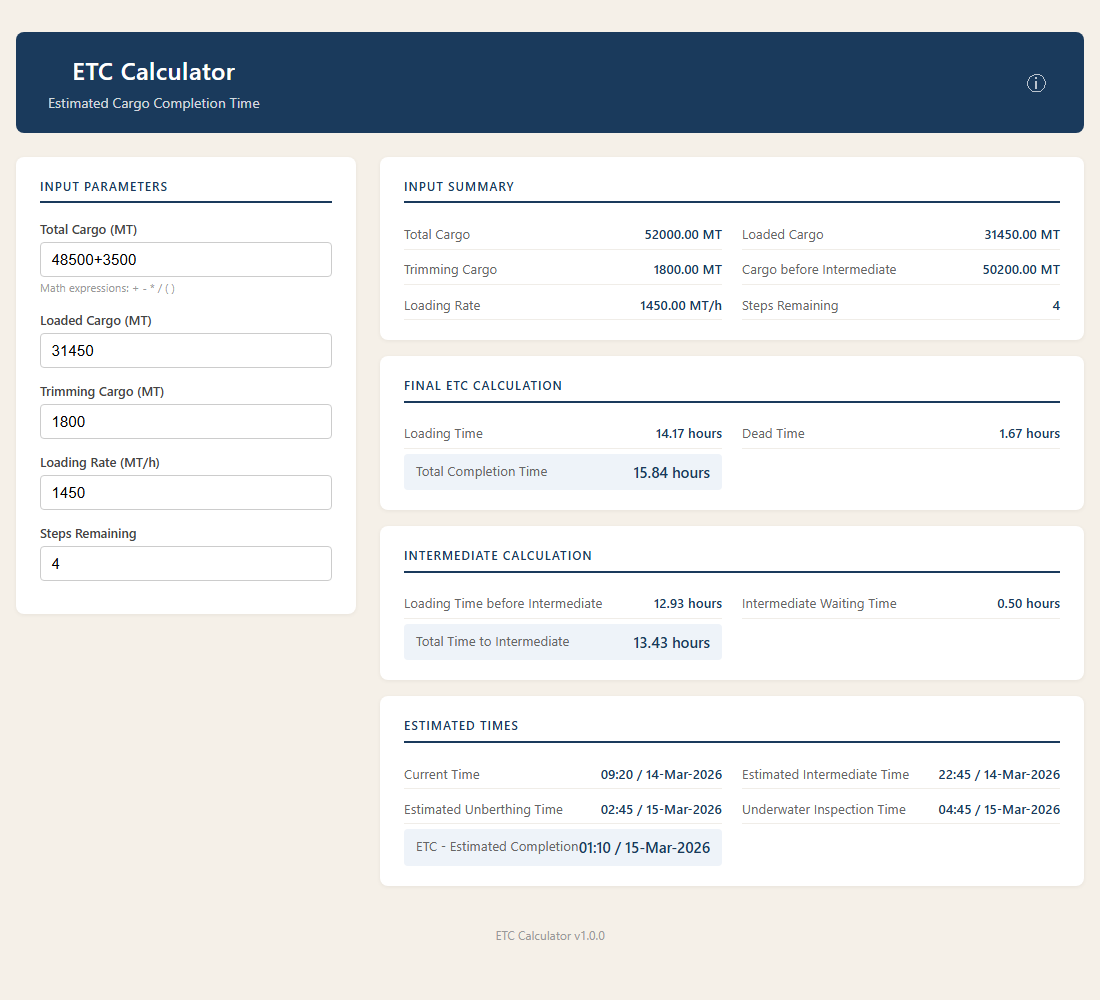 ETC Calculator
Estimated Cargo Completion Time
INPUT PARAMETERS
Total Cargo (MT)
48500+3500
Math expressions: + - * / ( )
Loaded Cargo (MT)
31450
Trimming Cargo (MT)
1800
Loading Rate (MT/h)
1450
Steps Remaining
4
INPUT SUMMARY
Total Cargo 52000.00 MT Loaded Cargo 31450.00 MT
Trimming Cargo 1800.00 MT Cargo before Intermediate 50200.00 MT
Loading Rate 1450.00 MT/h Steps Remaining 4
FINAL ETC CALCULATION
Loading Time 14.17 hours Dead Time 1.67 hours
Total Completion Time 15.84 hours
INTERMEDIATE CALCULATION
Loading Time before Intermediate 12.93 hours Intermediate Waiting Time 0.50 hours
Total Time to Intermediate 13.43 hours
ESTIMATED TIMES
Current Time 09:20 / 14-Mar-2026 Estimated Intermediate Time 22:45 / 14-Mar-2026
Estimated Unberthing Time 02:45 / 15-Mar-2026 Underwater Inspection Time 04:45 / 15-Mar-2026
ETC - Estimated Completion 01:10 / 15-Mar-2026
ETC Calculator v1.0.0